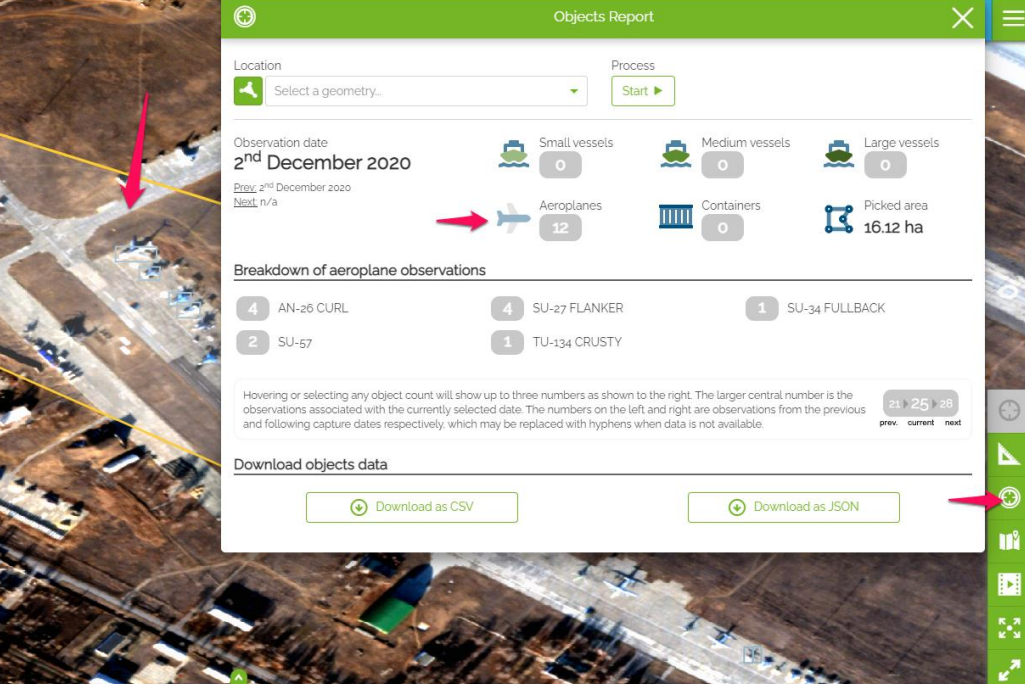 Objects Report
Location
Process
Select a geometry...
Start
Observation date
2nd December 2020
Prev: 2nd December 2020
Next: n/a
Small vessels
0
Medium vessels
0
Large vessels
0
Aeroplanes
12
Containers
0
Picked area
16.12 ha
Breakdown of aeroplane observations
4 AN-26 CURL
4 SU-27 FLANKER
1 SU-34 FULLBACK
2 SU-57
1 TU-134 CRUSTY
Hovering or selecting any object count will show up to three numbers as shown to the right. The larger central number is the
observations associated with the currently selected date. The numbers on the left and right are observations from the previous
and following capture dates respectively, which may be replaced with hyphens when data is not available.
21 25 28
prev. current next
Download objects data
Download as CSV
Download as JSON